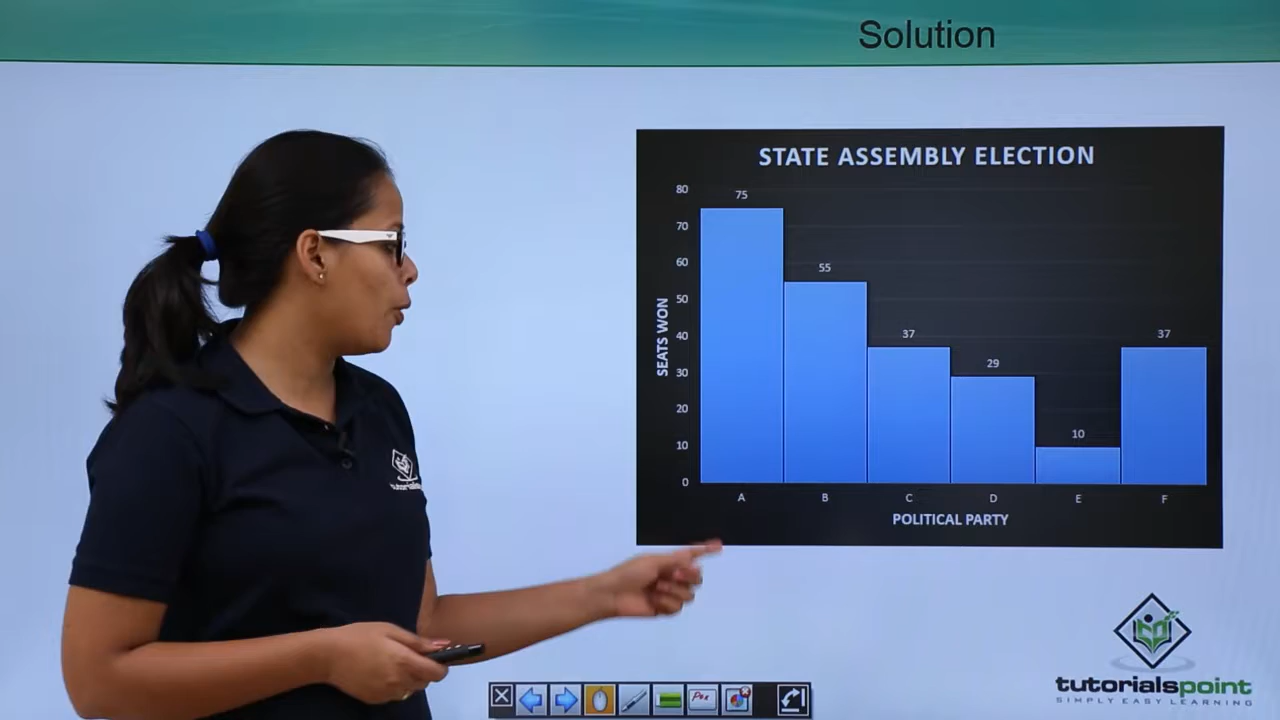 Solution
STATE ASSEMBLY ELECTION
80
70
60
50
40
30
20
10
0
75
55
37
29
10
37
A
B
C
D
E
F
SEATS WON
POLITICAL PARTY
tutorialspoint
SIMPLY EASY LEARNING